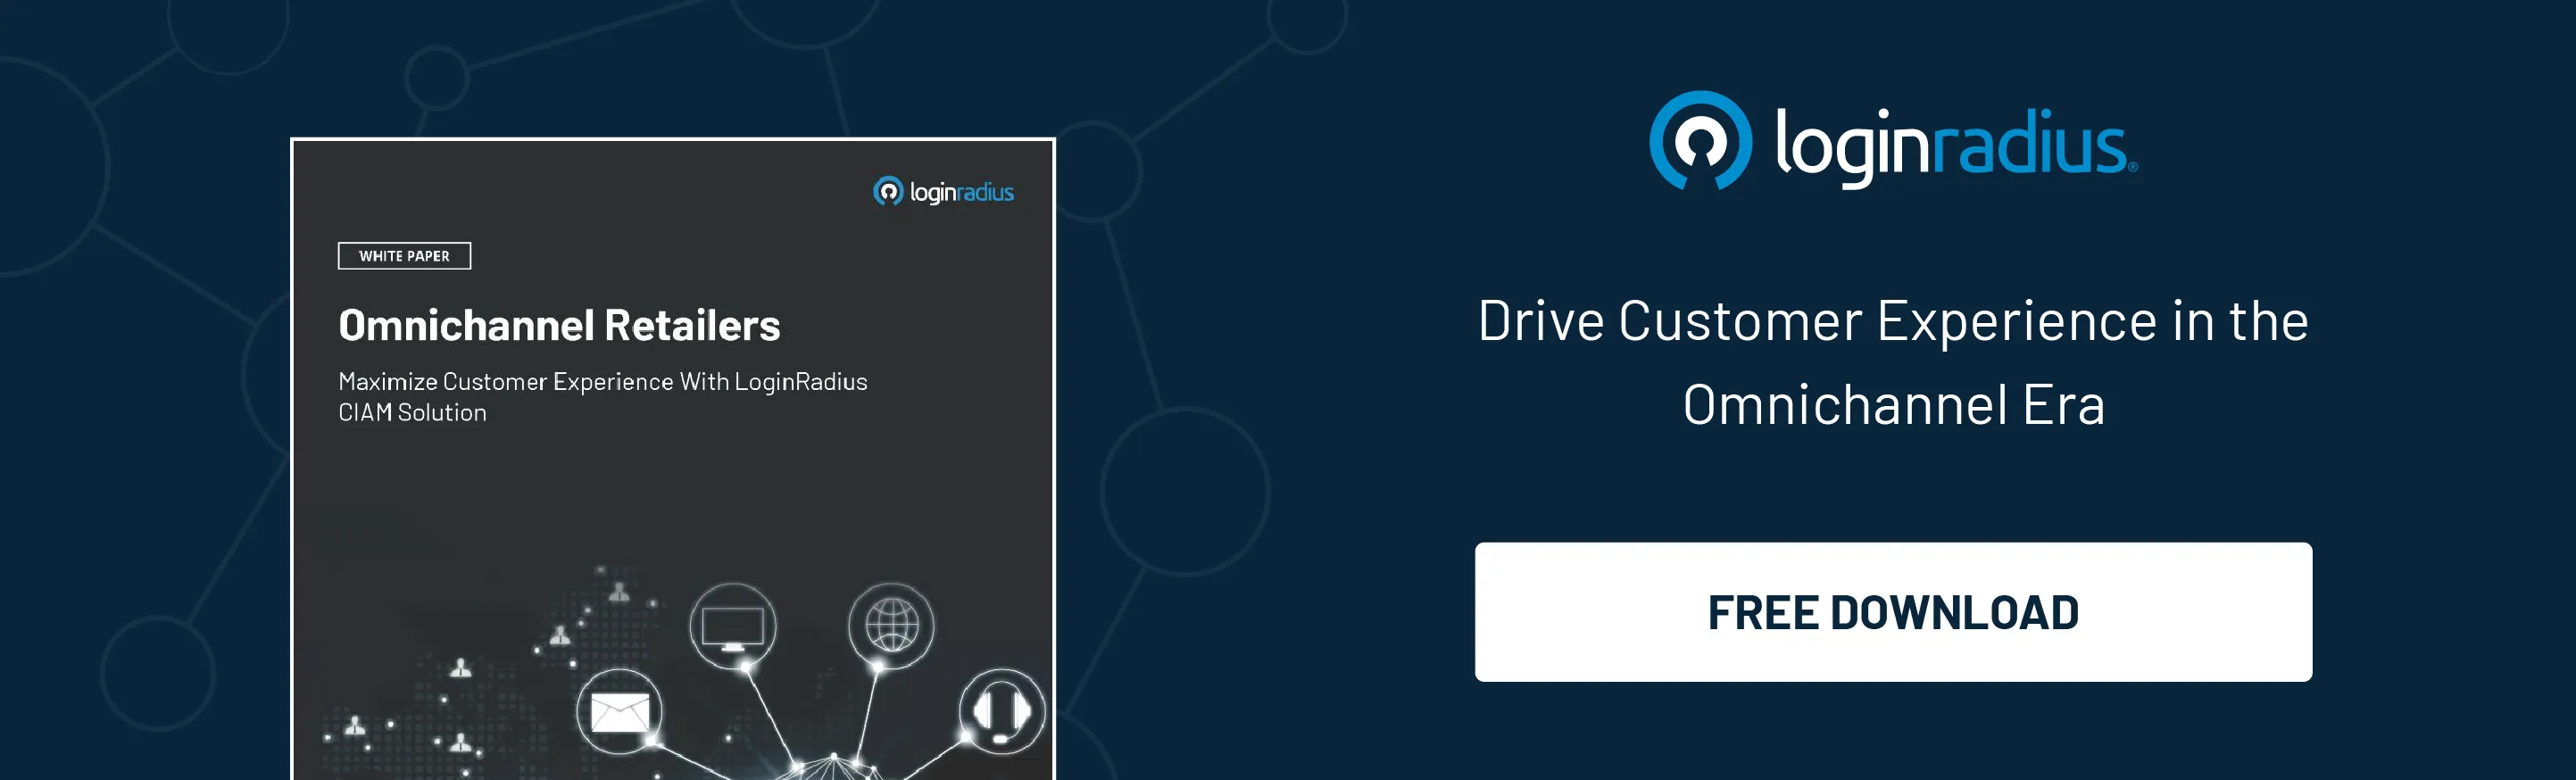 loginradius
WHITE PAPER
Omnichannel Retailers
Maximize Customer Experience With LoginRadius
CIAM Solution
loginradius®
Drive Customer Experience in the
Omnichannel Era
FREE DOWNLOAD